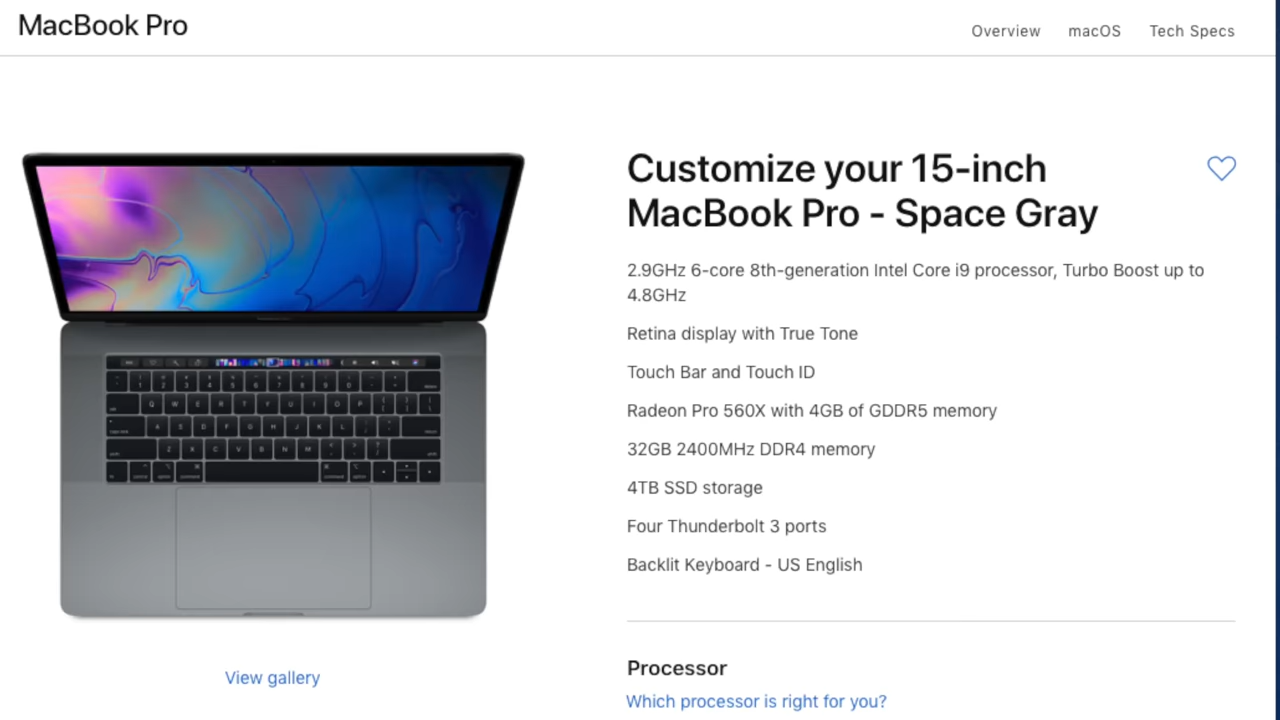 MacBook Pro
Overview macOS Tech Specs
Customize your 15-inch
MacBook Pro - Space Gray
2.9GHz 6-core 8th-generation Intel Core i9 processor, Turbo Boost up to
4.8GHz
Retina display with True Tone
Touch Bar and Touch ID
Radeon Pro 560X with 4GB of GDDR5 memory
32GB 2400MHz DDR4 memory
4TB SSD storage
Four Thunderbolt 3 ports
Backlit Keyboard - US English
View gallery
Processor
Which processor is right for you?